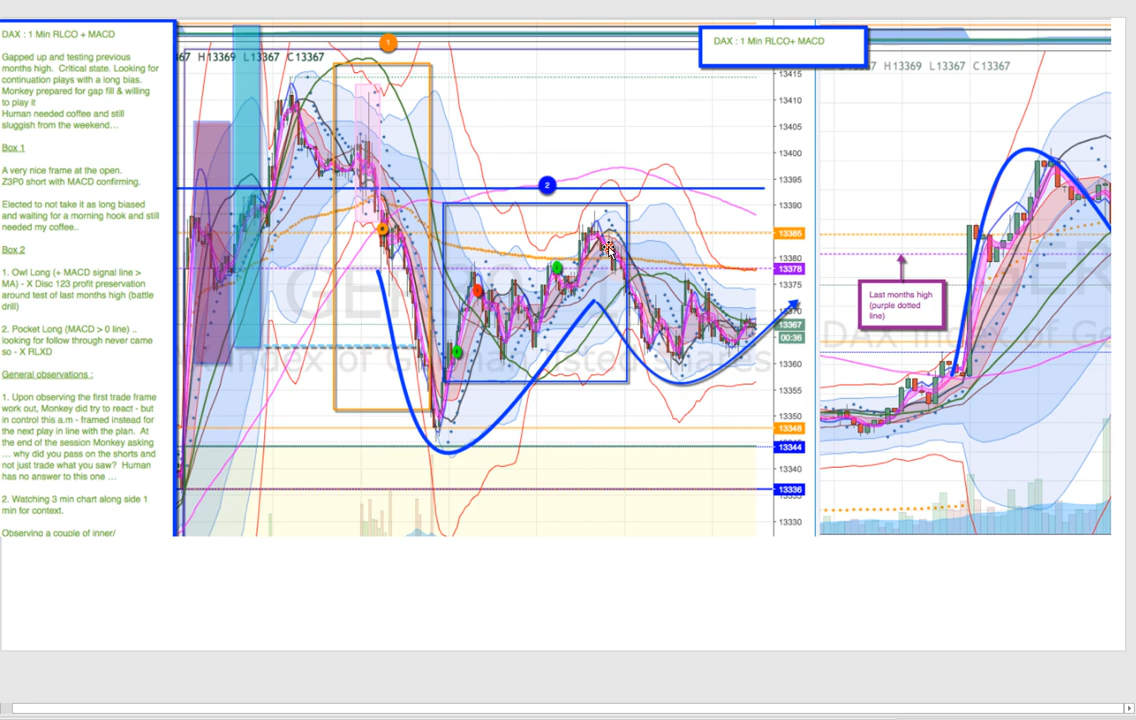 DAX : 1 Min RLCO + MACD
Gapped up and testing previous
months high. Critical state. Looking for
continuation plays with a long bias.
Monkey prepared for gap fill & willing
to play it
Human needed coffee and still
sluggish from the weekend…
Box 1
A very nice frame at the open.
Z3P0 short with MACD confirming.
Elected to not take it as long biased
and waiting for a morning hook and still
needed my coffee..
Box 2
1. Owl Long (+ MACD signal line >
MA) - X Disc 123 profit preservation
around test of last months high (battle
drill)
2. Pocket Long (MACD > 0 line) ..
looking for follow through never came
so - X RLXD
General observations :
1. Upon observing the first trade frame
work out, Monkey did try to react - but
in control this a.m - framed instead for
the next play in line with the plan. At
the end of the session Monkey asking
… why did you pass on the shorts and
not just trade what you saw? Human
has no answer to this one …
2. Watching 3 min chart along side 1
min for context.
Observing a couple of inner/
367 H13369 L13367 C13367
1
2
DAX : 1 Min RLCO+ MACD
13415
13410
13405
13400
13395
13390
13385
13380
13378
13375
13370
13367
00:36
13360
13355
13350
13348
13344
13340
13336
13330
H13369 L13367 C13367
Last months high
(purple dotted
line)
DAX Index of Ge